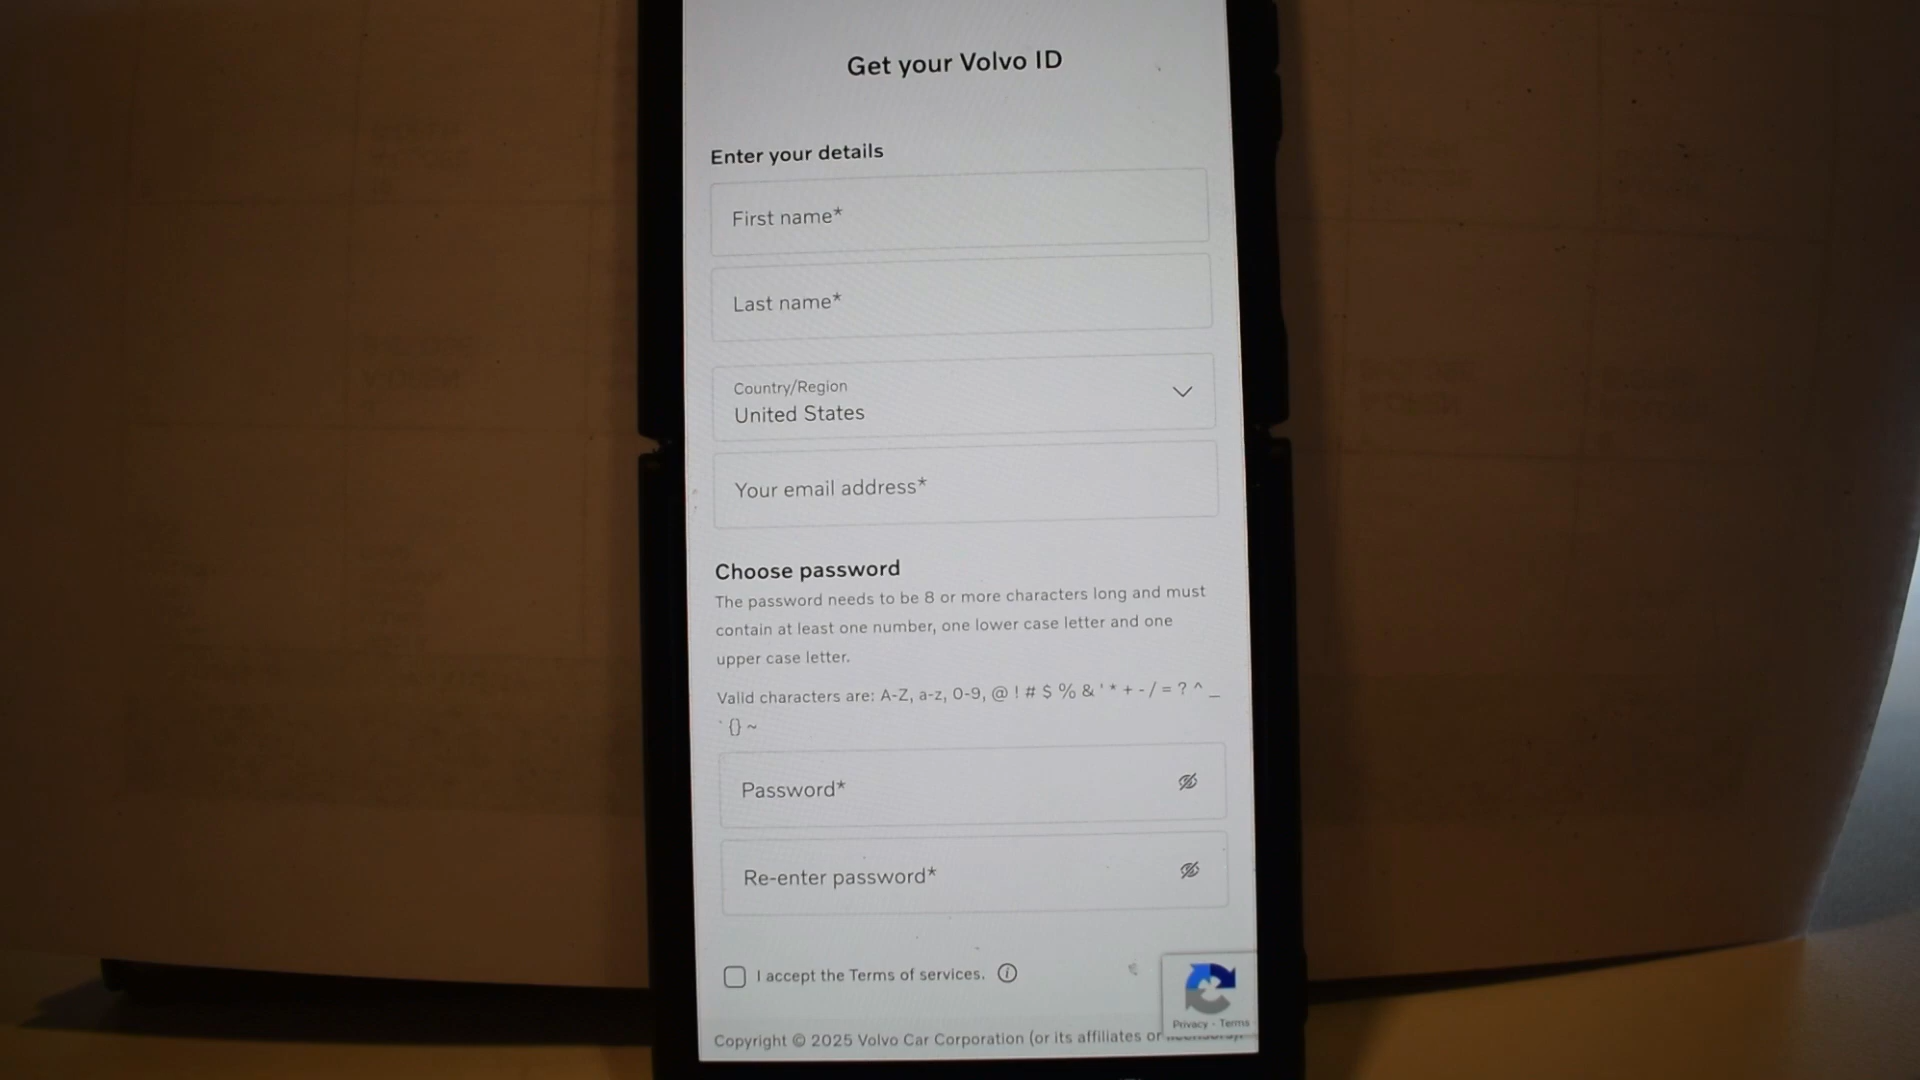 Get your Volvo ID
Enter your details
First name*
Last name*
Country/Region
United States
Your email address*
Choose password
The password needs to be 8 or more characters long and must
contain at least one number, one lower case letter and one
upper case letter.
Valid characters are: A-Z, a-z, 0-9, @ ! # $ % & ' * + - / = ? ^ _
` {} ~
Password*
Re-enter password*
I accept the Terms of services.
Privacy - Terms
Copyright © 2025 Volvo Car Corporation (or its affiliates or